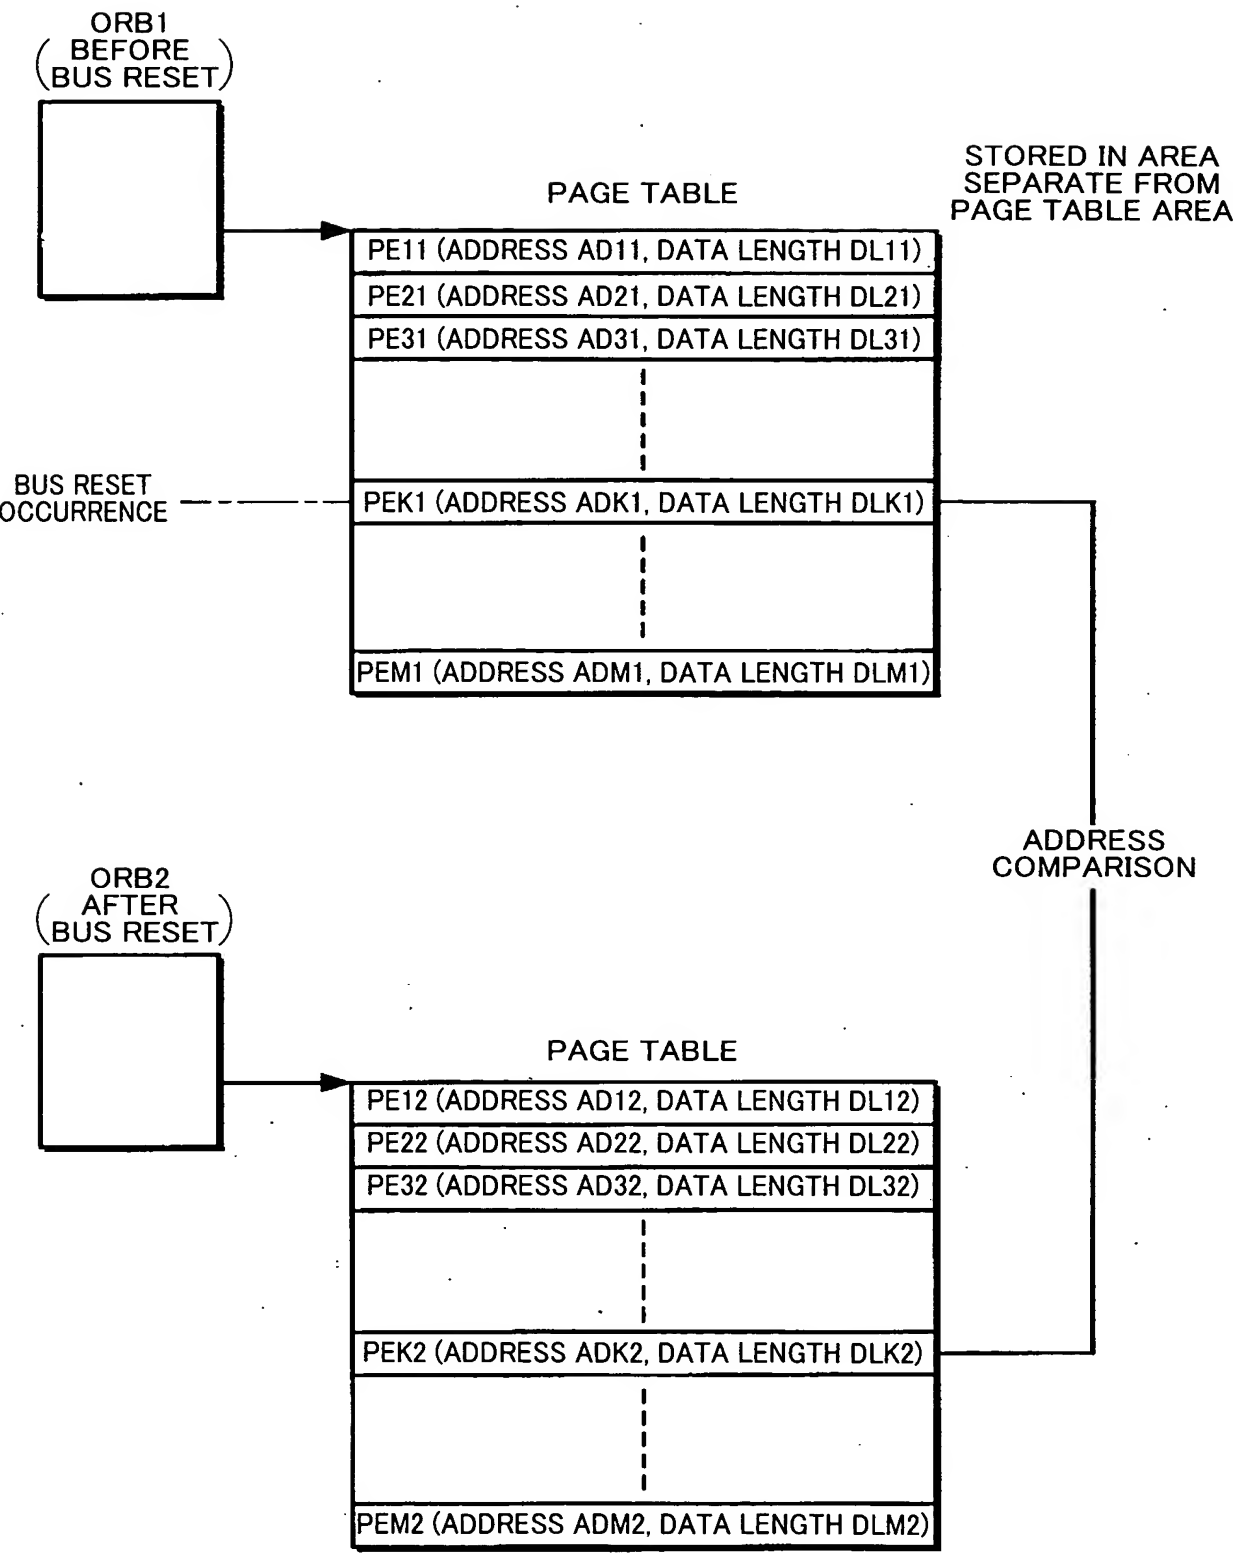 ORB1
( BEFORE )
BUS RESET
STORED IN AREA
SEPARATE FROM
PAGE TABLE AREA
PAGE TABLE
PE11 (ADDRESS AD11, DATA LENGTH DL11)
PE21 (ADDRESS AD21, DATA LENGTH DL21)
PE31 (ADDRESS AD31, DATA LENGTH DL31)
BUS RESET
OCCURRENCE
PEK1 (ADDRESS ADK1, DATA LENGTH DLK1)
PEM1 (ADDRESS ADM1, DATA LENGTH DLM1)
ADDRESS
COMPARISON
ORB2
( AFTER )
BUS RESET
PAGE TABLE
PE12 (ADDRESS AD12, DATA LENGTH DL12)
PE22 (ADDRESS AD22, DATA LENGTH DL22)
PE32 (ADDRESS AD32, DATA LENGTH DL32)
PEK2 (ADDRESS ADK2, DATA LENGTH DLK2)
PEM2 (ADDRESS ADM2, DATA LENGTH DLM2)